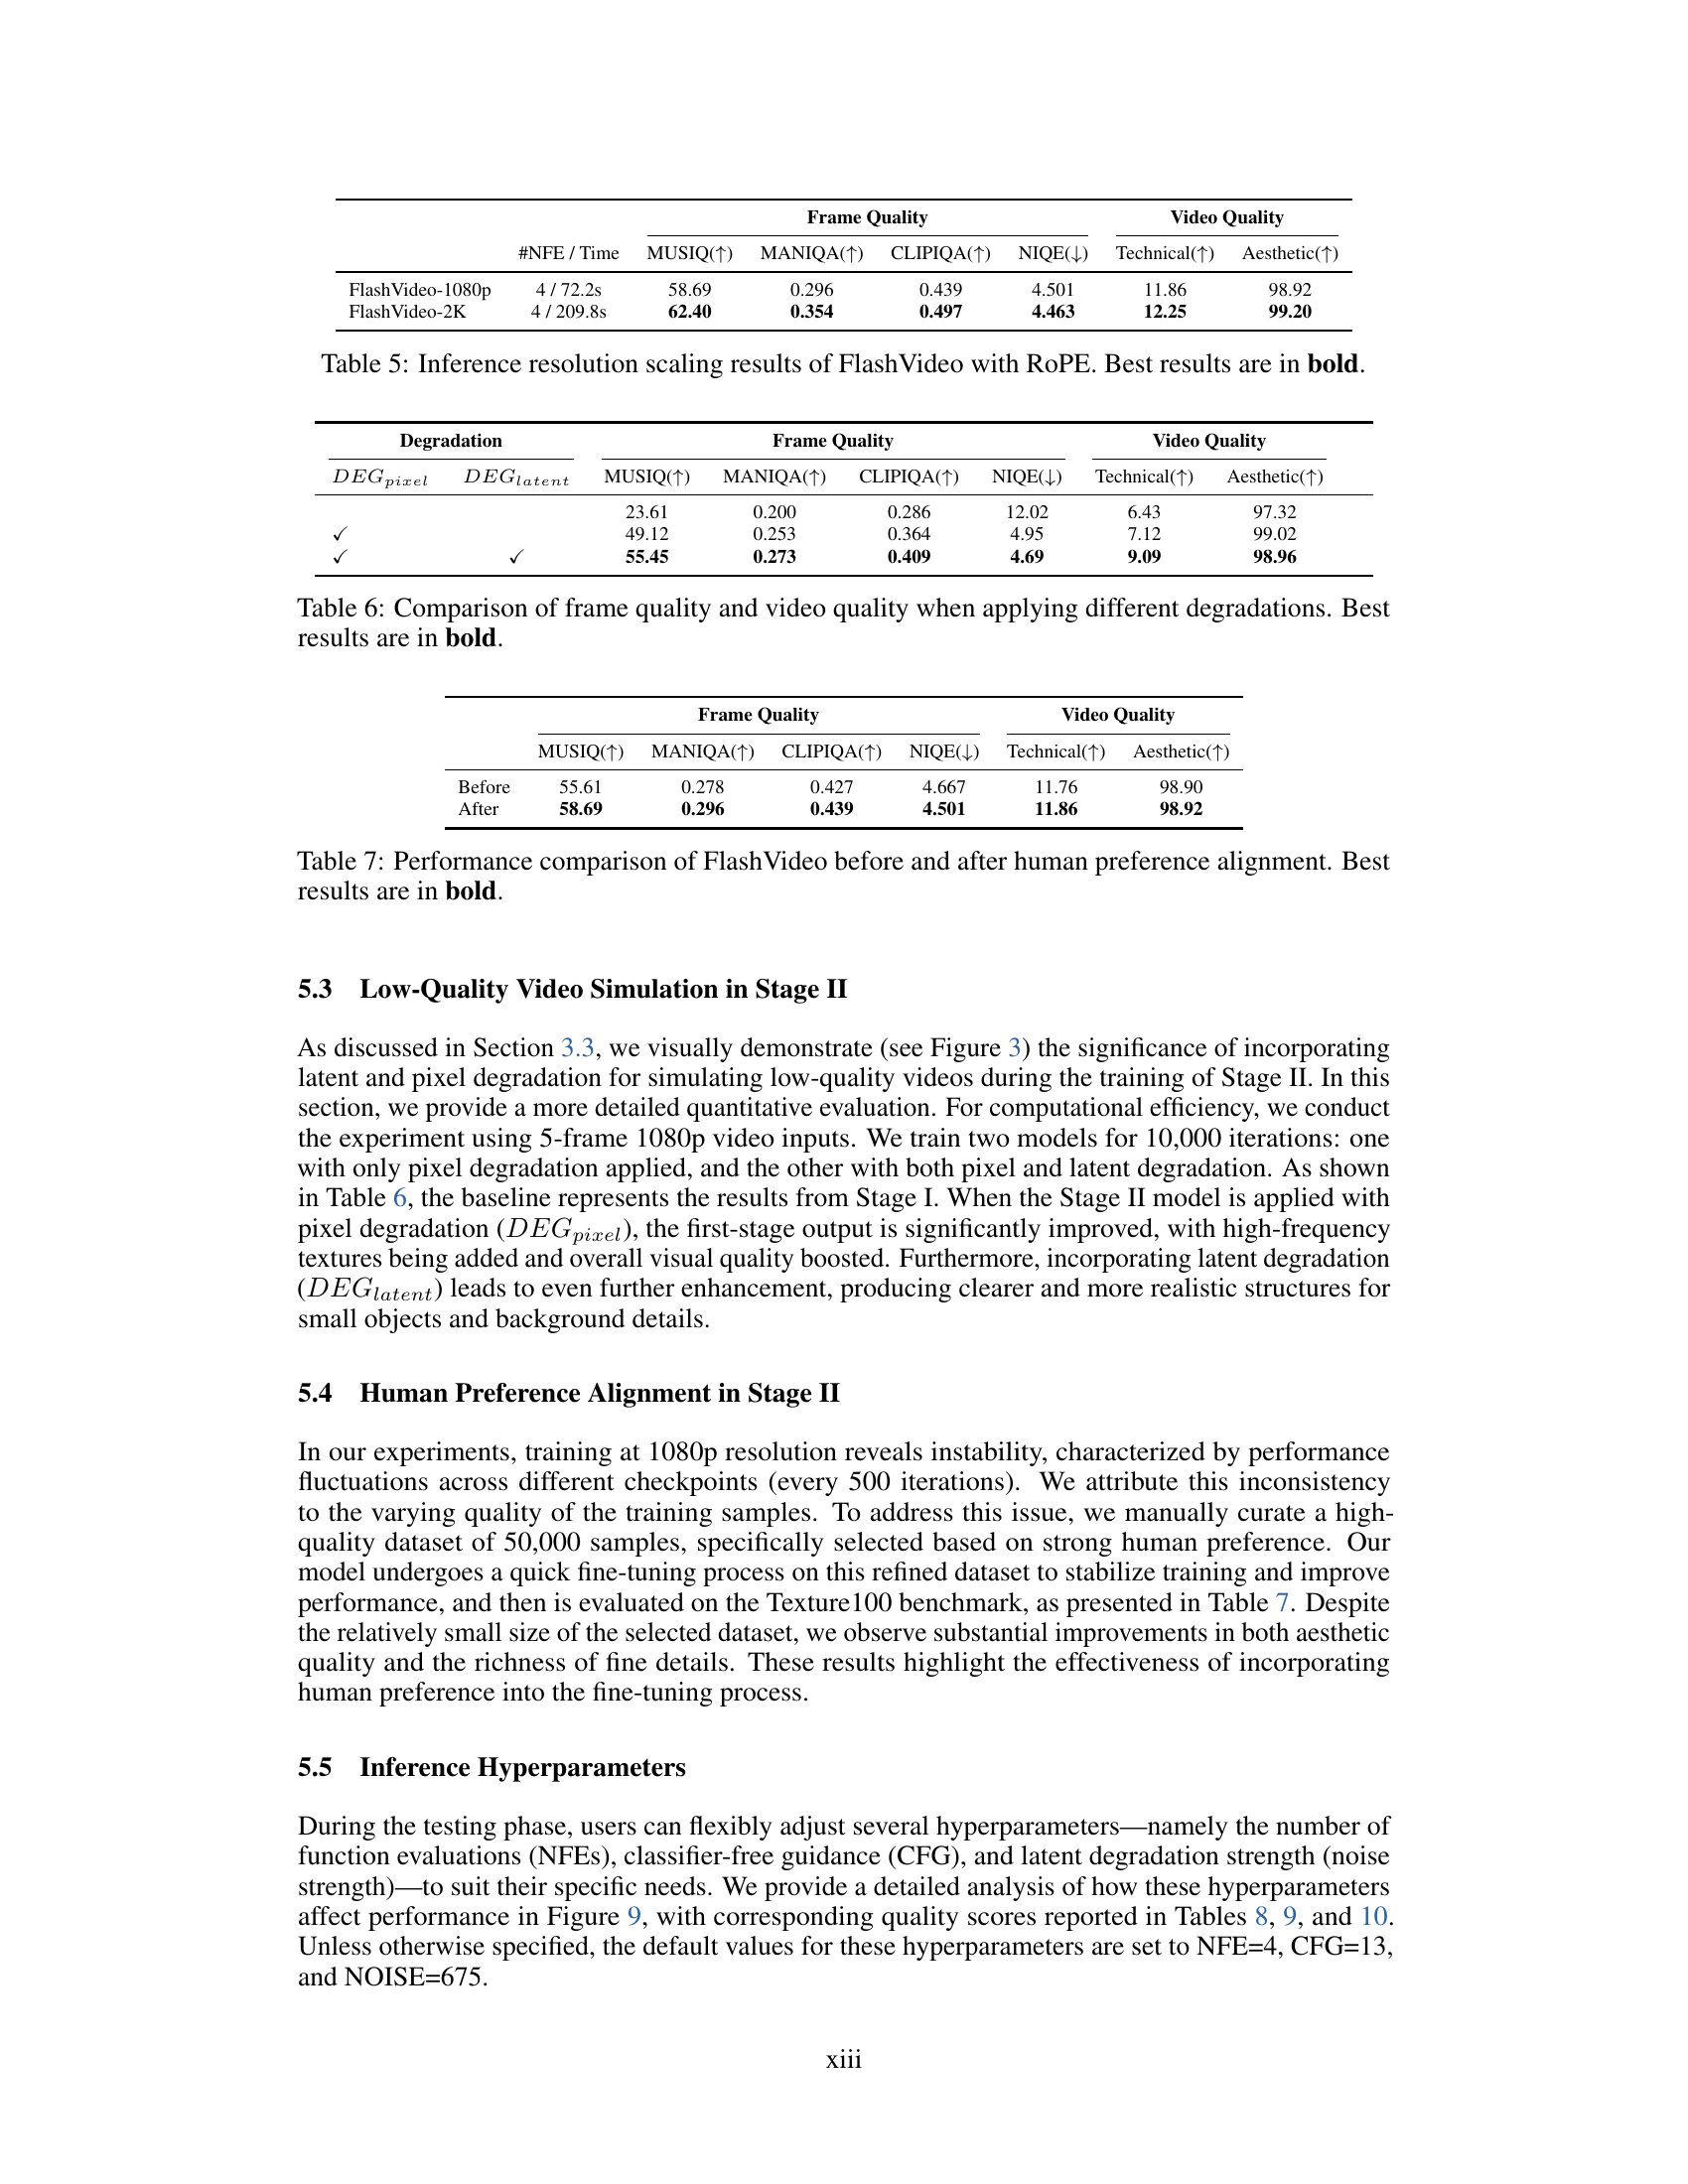 Frame Quality Video Quality
#NFE / Time MUSIQ(↑) MANIQA(↑) CLIPIQA(↑) NIQE(↓) Technical(↑) Aesthetic(↑)
FlashVideo-1080p 4 / 72.2s 58.69 0.296 0.439 4.501 11.86 98.92
FlashVideo-2K 4 / 209.8s 62.40 0.354 0.497 4.463 12.25 99.20
Table 5: Inference resolution scaling results of FlashVideo with RoPE. Best results are in bold.
Degradation Frame Quality Video Quality
DEGpixel DEGlatent MUSIQ(↑) MANIQA(↑) CLIPIQA(↑) NIQE(↓) Technical(↑) Aesthetic(↑)
23.61 0.200 0.286 12.02 6.43 97.32
✓ 49.12 0.253 0.364 4.95 7.12 99.02
✓ ✓ 55.45 0.273 0.409 4.69 9.09 98.96
Table 6: Comparison of frame quality and video quality when applying different degradations. Best
results are in bold.
Frame Quality Video Quality
MUSIQ(↑) MANIQA(↑) CLIPIQA(↑) NIQE(↓) Technical(↑) Aesthetic(↑)
Before 55.61 0.278 0.427 4.667 11.76 98.90
After 58.69 0.296 0.439 4.501 11.86 98.92
Table 7: Performance comparison of FlashVideo before and after human preference alignment. Best
results are in bold.
5.3 Low-Quality Video Simulation in Stage II
As discussed in Section 3.3, we visually demonstrate (see Figure 3) the significance of incorporating
latent and pixel degradation for simulating low-quality videos during the training of Stage II. In this
section, we provide a more detailed quantitative evaluation. For computational efficiency, we conduct
the experiment using 5-frame 1080p video inputs. We train two models for 10,000 iterations: one
with only pixel degradation applied, and the other with both pixel and latent degradation. As shown
in Table 6, the baseline represents the results from Stage I. When the Stage II model is applied with
pixel degradation (DEGpixel), the first-stage output is significantly improved, with high-frequency
textures being added and overall visual quality boosted. Furthermore, incorporating latent degradation
(DEGlatent) leads to even further enhancement, producing clearer and more realistic structures for
small objects and background details.
5.4 Human Preference Alignment in Stage II
In our experiments, training at 1080p resolution reveals instability, characterized by performance
fluctuations across different checkpoints (every 500 iterations). We attribute this inconsistency
to the varying quality of the training samples. To address this issue, we manually curate a high-
quality dataset of 50,000 samples, specifically selected based on strong human preference. Our
model undergoes a quick fine-tuning process on this refined dataset to stabilize training and improve
performance, and then is evaluated on the Texture100 benchmark, as presented in Table 7. Despite
the relatively small size of the selected dataset, we observe substantial improvements in both aesthetic
quality and the richness of fine details. These results highlight the effectiveness of incorporating
human preference into the fine-tuning process.
5.5 Inference Hyperparameters
During the testing phase, users can flexibly adjust several hyperparameters—namely the number of
function evaluations (NFEs), classifier-free guidance (CFG), and latent degradation strength (noise
strength)—to suit their specific needs. We provide a detailed analysis of how these hyperparameters
affect performance in Figure 9, with corresponding quality scores reported in Tables 8, 9, and 10.
Unless otherwise specified, the default values for these hyperparameters are set to NFE=4, CFG=13,
and NOISE=675.
xiii